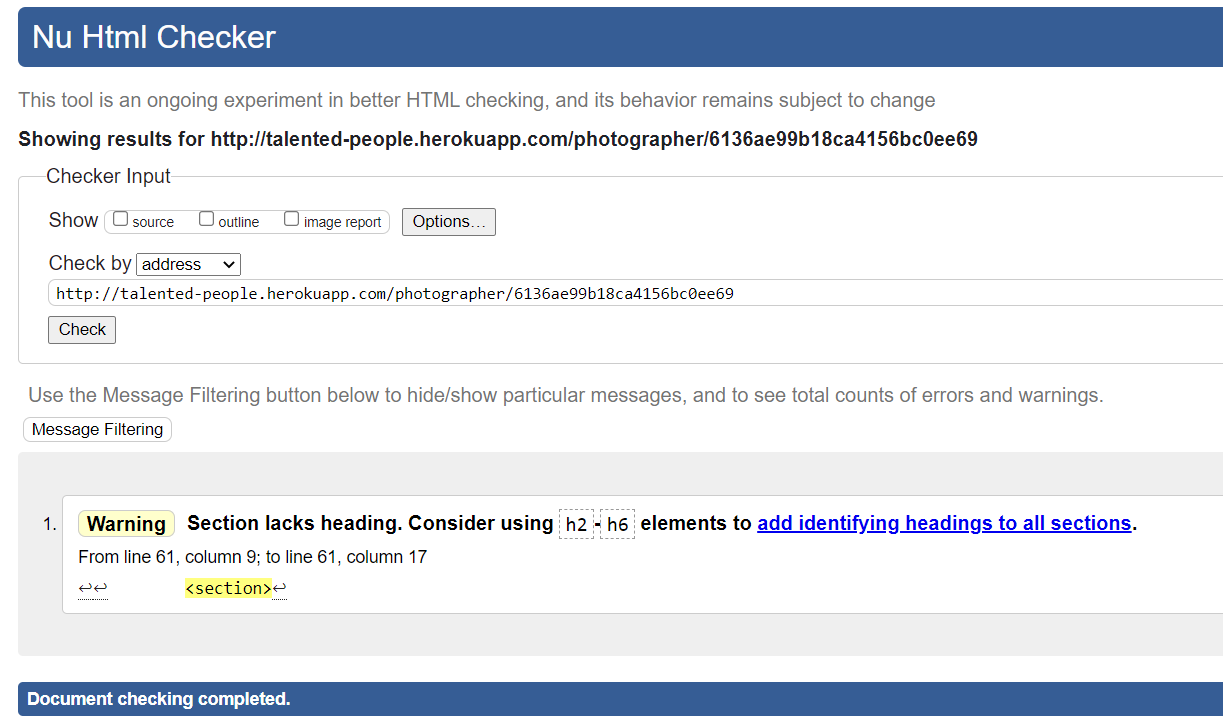 Nu Html Checker
This tool is an ongoing experiment in better HTML checking, and its behavior remains subject to change
Showing results for http://talented-people.herokuapp.com/photographer/6136ae99b18ca4156bc0ee69
Checker Input
Show source outline image report Options...
Check by address
http://talented-people.herokuapp.com/photographer/6136ae99b18ca4156bc0ee69
Check
Use the Message Filtering button below to hide/show particular messages, and to see total counts of errors and warnings.
Message Filtering
1. Warning Section lacks heading. Consider using h2-h6 elements to add identifying headings to all sections.
From line 61, column 9; to line 61, column 17
↩↩ <section>↩
Document checking completed.